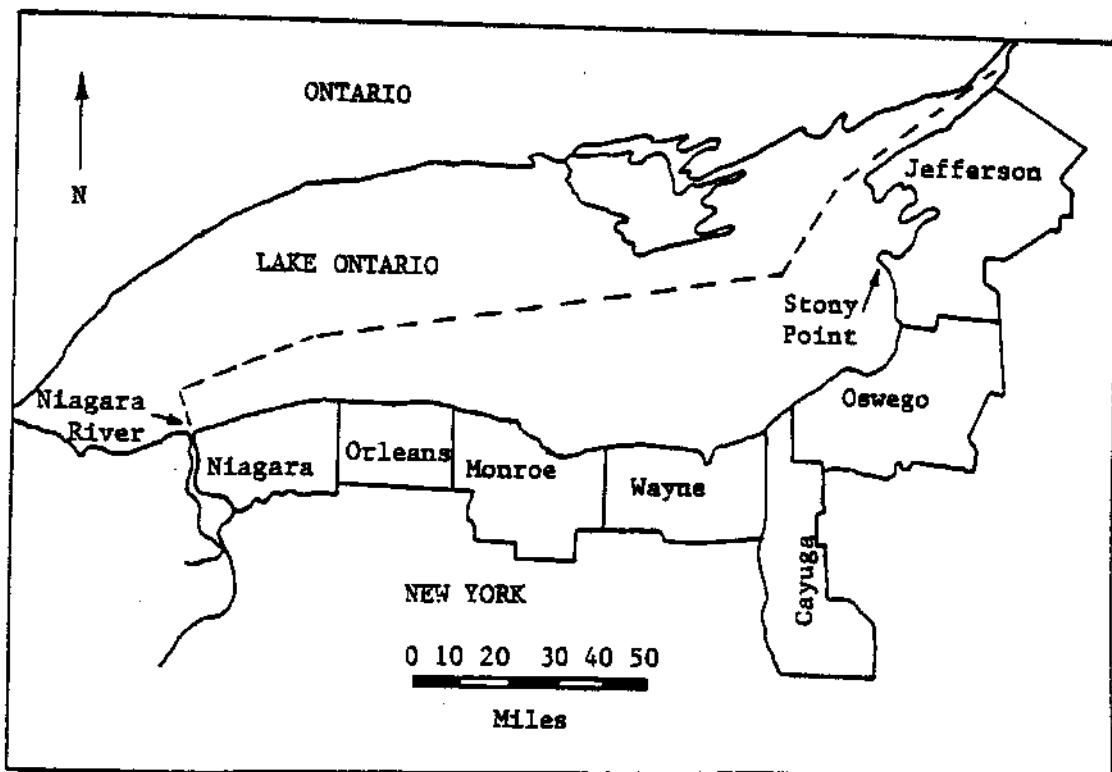 ONTARIO
N
Jefferson
LAKE ONTARIO
Stony
Point
Niagara
River
Oswego
Niagara
Orleans
Monroe
Wayne
Cayuga
NEW YORK
0 10 20 30 40 50
Miles